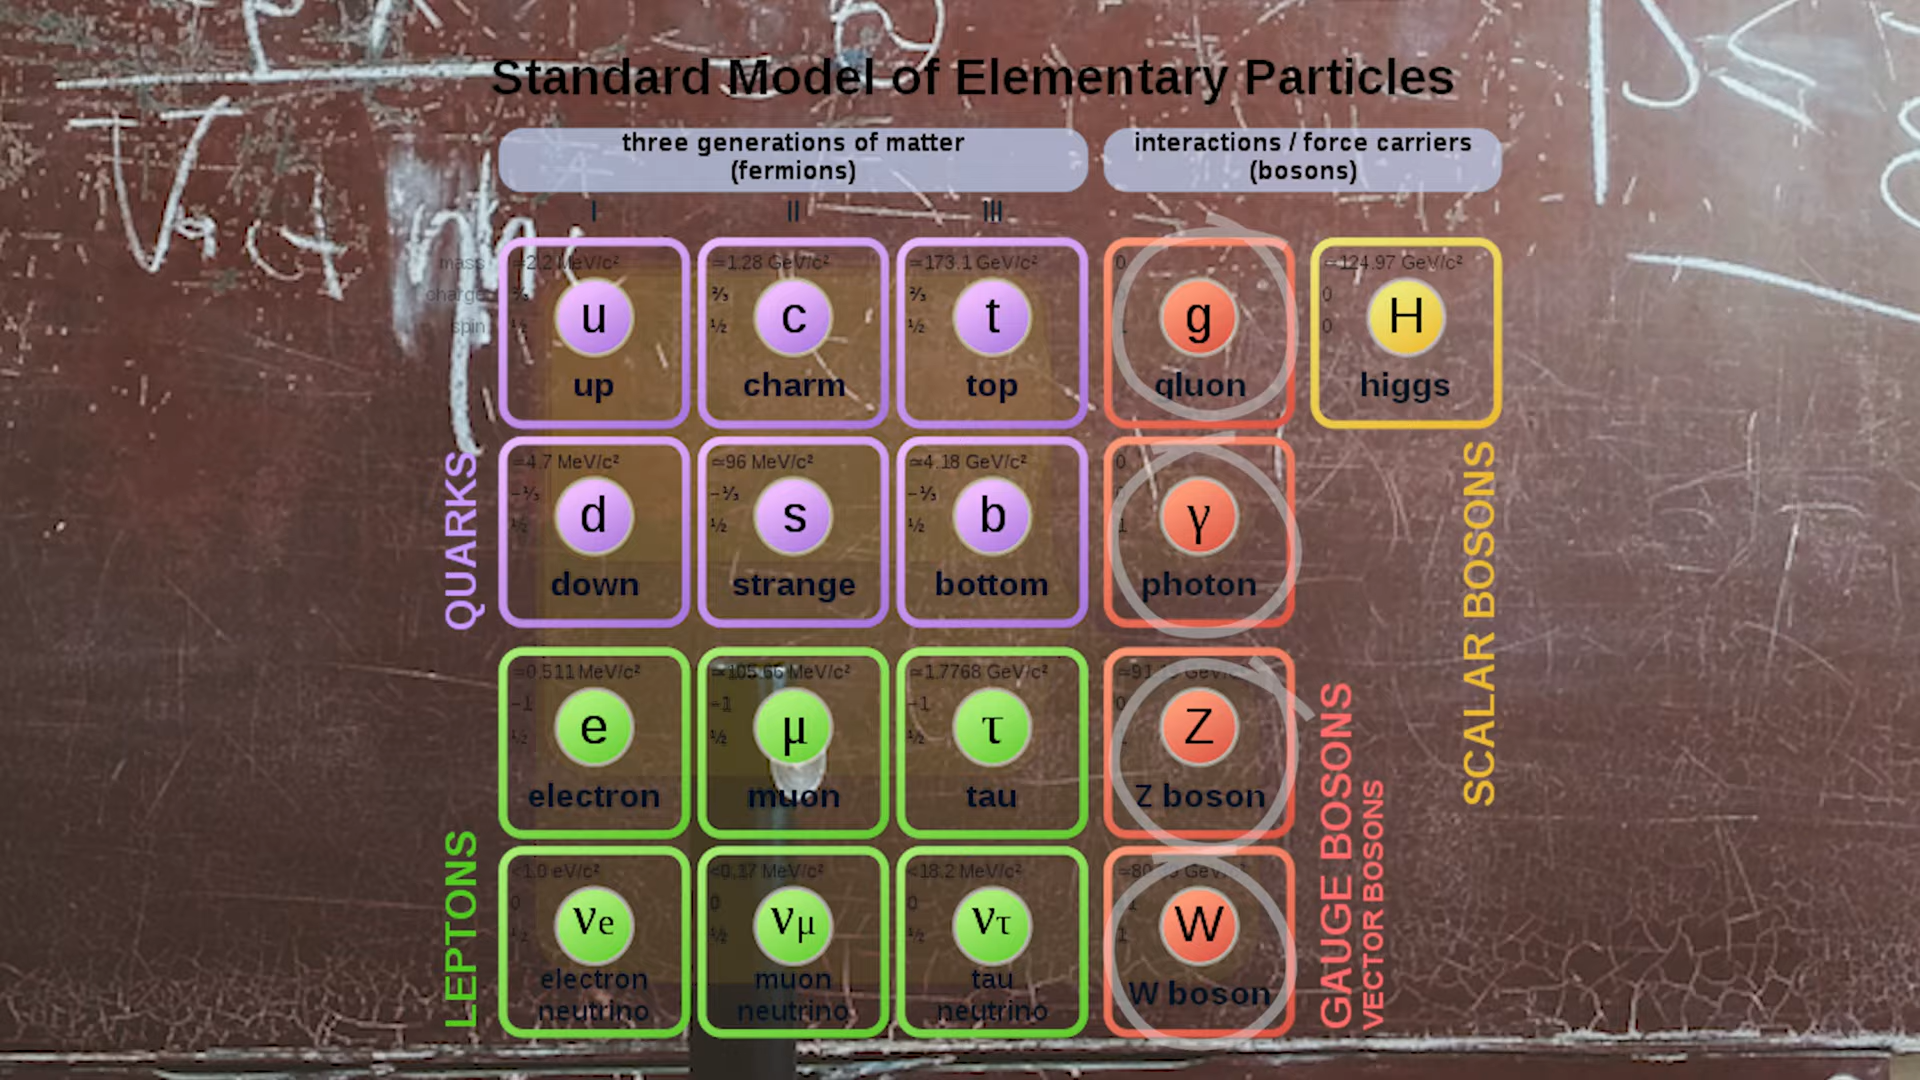 Standard Model of Elementary Particles
three generations of matter
(fermions)
interactions / force carriers
(bosons)
I II III
mass
charge
spin
≃2.2 MeV/c²
⅔
½
u
up
≃1.28 GeV/c²
⅔
½
c
charm
≃173.1 GeV/c²
⅔
½
t
top
0
1
g
gluon
≃124.97 GeV/c²
0
0
H
higgs
QUARKS
≃4.7 MeV/c²
−⅓
½
d
down
≃96 MeV/c²
−⅓
½
s
strange
≃4.18 GeV/c²
−⅓
½
b
bottom
0
0
1
γ
photon
SCALAR BOSONS
LEPTONS
≃0.511 MeV/c²
−1
½
e
electron
≃105.66 MeV/c²
−1
½
μ
muon
≃1.7768 GeV/c²
−1
½
τ
tau
0
1
Z
Z boson
GAUGE BOSONS
VECTOR BOSONS
<1.0 eV/c²
0
½
νe
electron
neutrino
<0.17 MeV/c²
0
½
νμ
muon
neutrino
<18.2 MeV/c²
0
½
ντ
tau
neutrino
1
W
W boson